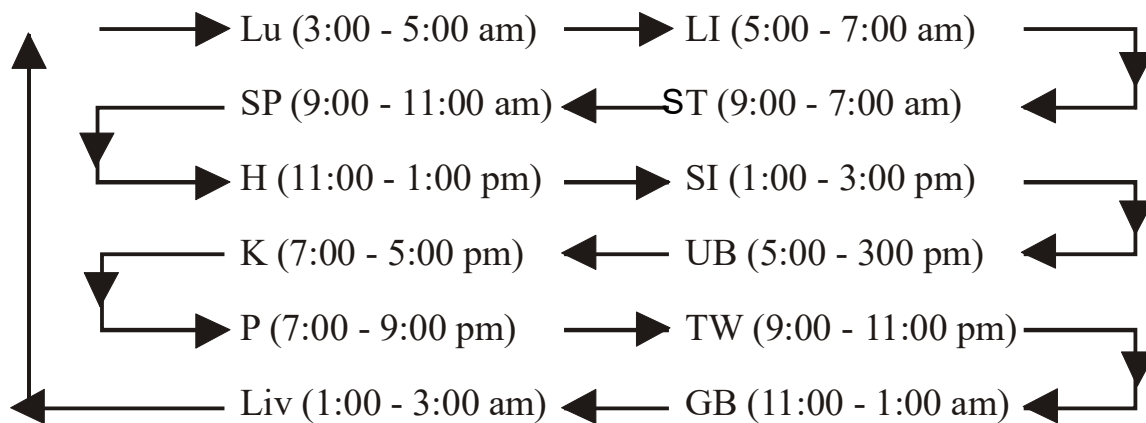 Lu (3:00 - 5:00 am) LI (5:00 - 7:00 am)
SP (9:00 - 11:00 am) ST (9:00 - 7:00 am)
H (11:00 - 1:00 pm) SI (1:00 - 3:00 pm)
K (7:00 - 5:00 pm) UB (5:00 - 300 pm)
P (7:00 - 9:00 pm) TW (9:00 - 11:00 pm)
Liv (1:00 - 3:00 am) GB (11:00 - 1:00 am)